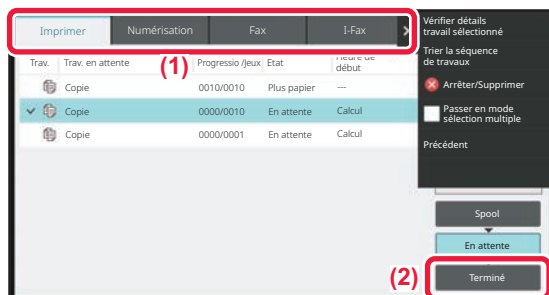 Imprimer Numérisation Fax I-Fax
Trav. Trav. en attente (1) Progressio /Jeux Etat Heure de
début
Copie 0010/0010 Plus papier ---
Copie 0000/0010 En attente Calcul
Copie 0000/0001 En attente Calcul
Vérifier détails
travail sélectionné
Trier la séquence
de travaux
Arrêter/Supprimer
Passer en mode
sélection multiple
Précédent
Spool
En attente
(2) Terminé